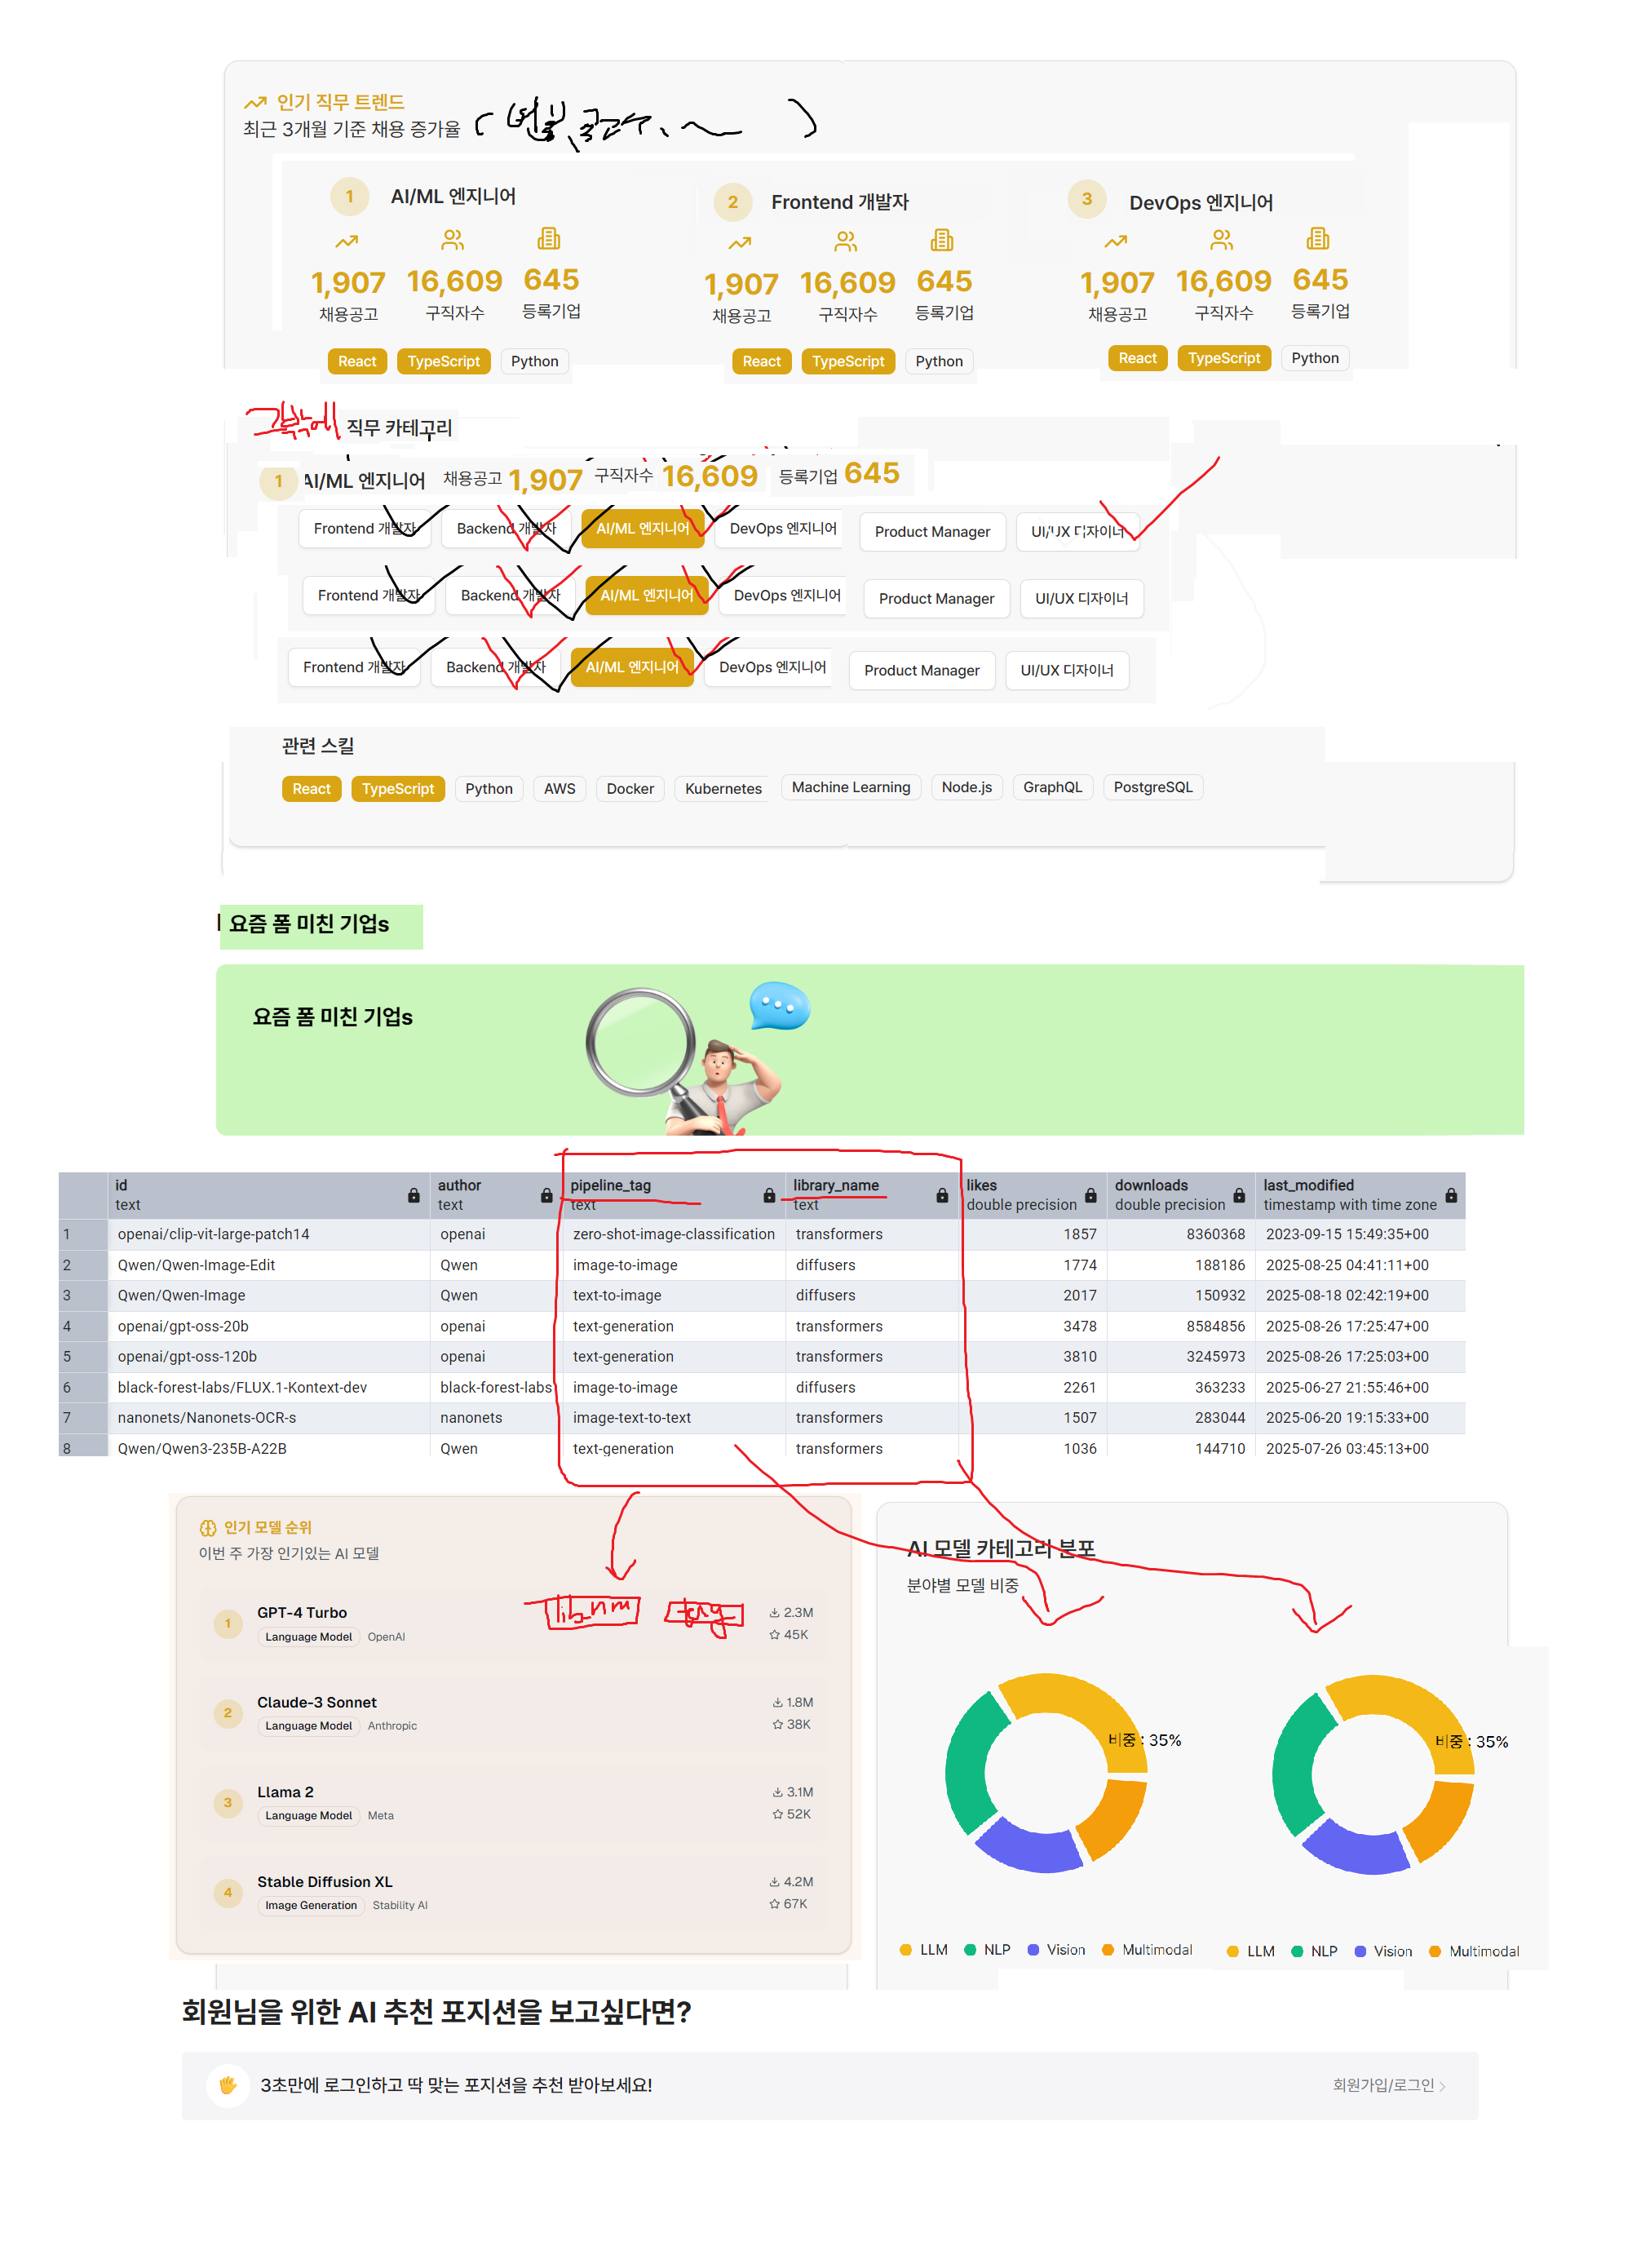 인기 직무 트렌드
최근 3개월 기준 채용 증가율
1 AI/ML 엔지니어
1,907 16,609 645
채용공고 구직자수 등록기업
React TypeScript Python
2 Frontend 개발자
1,907 16,609 645
채용공고 구직자수 등록기업
React TypeScript Python
3 DevOps 엔지니어
1,907 16,609 645
채용공고 구직자수 등록기업
React TypeScript Python
직무 카테고리
1 AI/ML 엔지니어 채용공고 1,907 구직자수 16,609 등록기업 645
Frontend 개발자 Backend 개발자 AI/ML 엔지니어 DevOps 엔지니어 Product Manager UI/UX 디자이너
Frontend 개발자 Backend 개발자 AI/ML 엔지니어 DevOps 엔지니어 Product Manager UI/UX 디자이너
Frontend 개발자 Backend 개발자 AI/ML 엔지니어 DevOps 엔지니어 Product Manager UI/UX 디자이너
관련 스킬
React TypeScript Python AWS Docker Kubernetes Machine Learning Node.js GraphQL PostgreSQL
요즘 폼 미친 기업s
요즘 폼 미친 기업s
id author pipeline_tag library_name likes downloads last_modified
text text text text double precision double precision timestamp with time zone
1 openai/clip-vit-large-patch14 openai zero-shot-image-classification transformers 1857 8360368 2023-09-15 15:49:35+00
2 Qwen/Qwen-Image-Edit Qwen image-to-image diffusers 1774 188186 2025-08-25 04:41:11+00
3 Qwen/Qwen-Image Qwen text-to-image diffusers 2017 150932 2025-08-18 02:42:19+00
4 openai/gpt-oss-20b openai text-generation transformers 3478 8584856 2025-08-26 17:25:47+00
5 openai/gpt-oss-120b openai text-generation transformers 3810 3245973 2025-08-26 17:25:03+00
6 black-forest-labs/FLUX.1-Kontext-dev black-forest-labs image-to-image diffusers 2261 363233 2025-06-27 21:55:46+00
7 nanonets/Nanonets-OCR-s nanonets image-text-to-text transformers 1507 283044 2025-06-20 19:15:33+00
8 Qwen/Qwen3-235B-A22B Qwen text-generation transformers 1036 144710 2025-07-26 03:45:13+00
인기 모델 순위
이번 주 가장 인기있는 AI 모델
1 GPT-4 Turbo lib_nm tag 2.3M
Language Model OpenAI 45K
2 Claude-3 Sonnet 1.8M
Language Model Anthropic 38K
3 Llama 2 3.1M
Language Model Meta 52K
4 Stable Diffusion XL 4.2M
Image Generation Stability AI 67K
AI 모델 카테고리 분포
분야별 모델 비중
비중 : 35%
비중 : 35%
LLM NLP Vision Multimodal
LLM NLP Vision Multimodal
회원님을 위한 AI 추천 포지션을 보고싶다면?
3초만에 로그인하고 딱 맞는 포지션을 추천 받아보세요! 회원가입/로그인